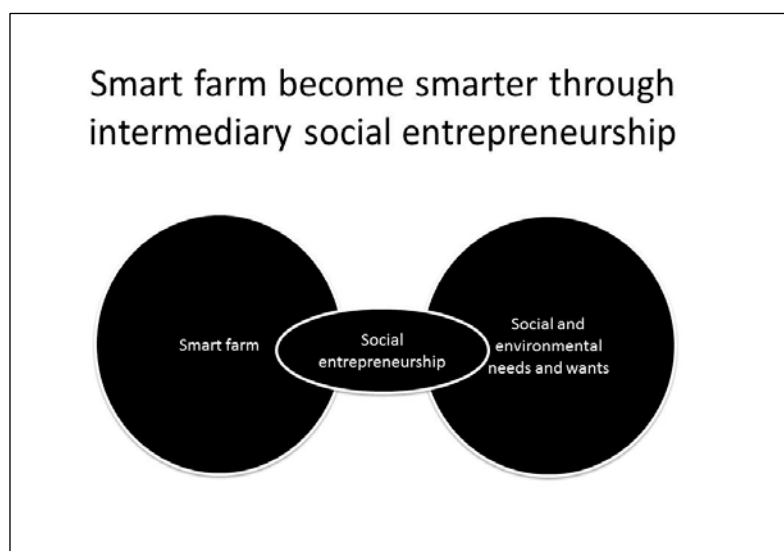 Smart farm become smarter through
intermediary social entrepreneurship
Smart farm
Social
entrepreneurship
Social and
environmental
needs and wants